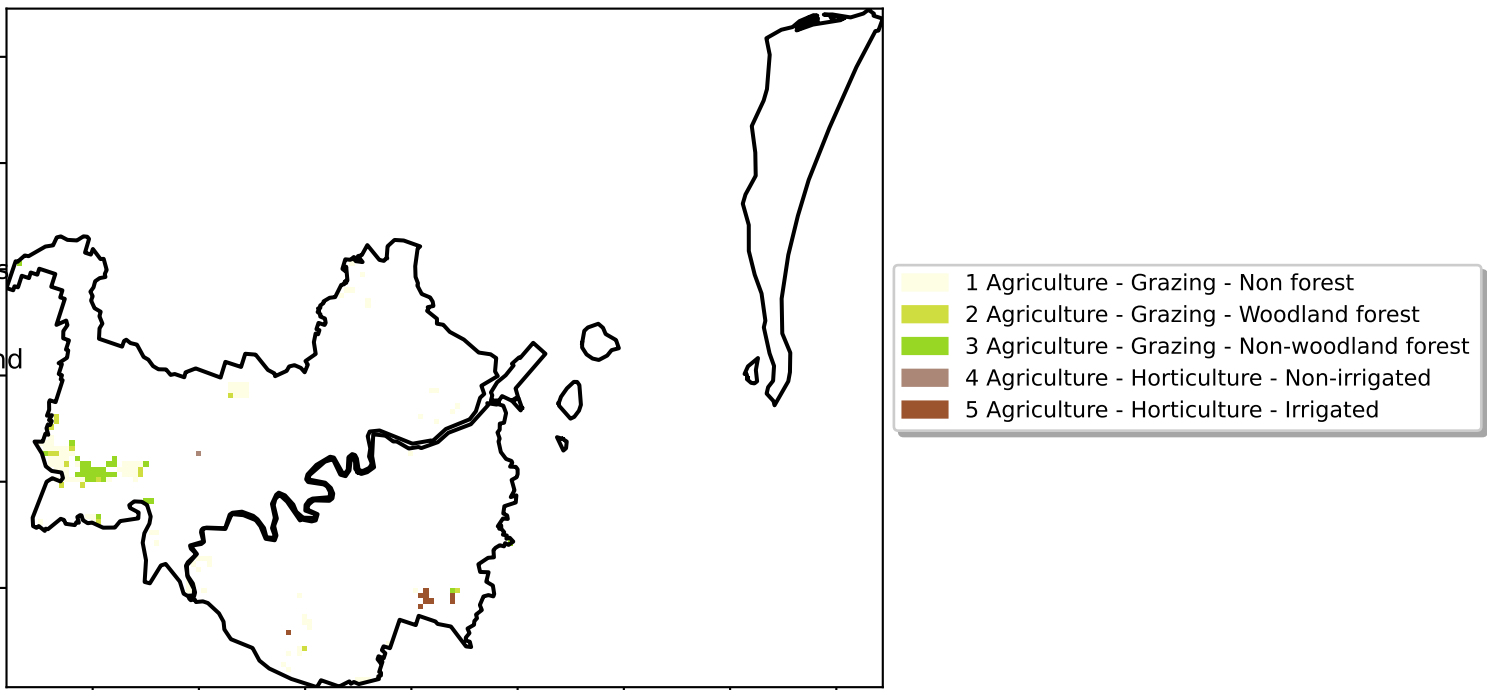 s
1 Agriculture - Grazing - Non forest
2 Agriculture - Grazing - Woodland forest
nd
3 Agriculture - Grazing - Non-woodland forest
4 Agriculture - Horticulture - Non-irrigated
5 Agriculture - Horticulture - Irrigated